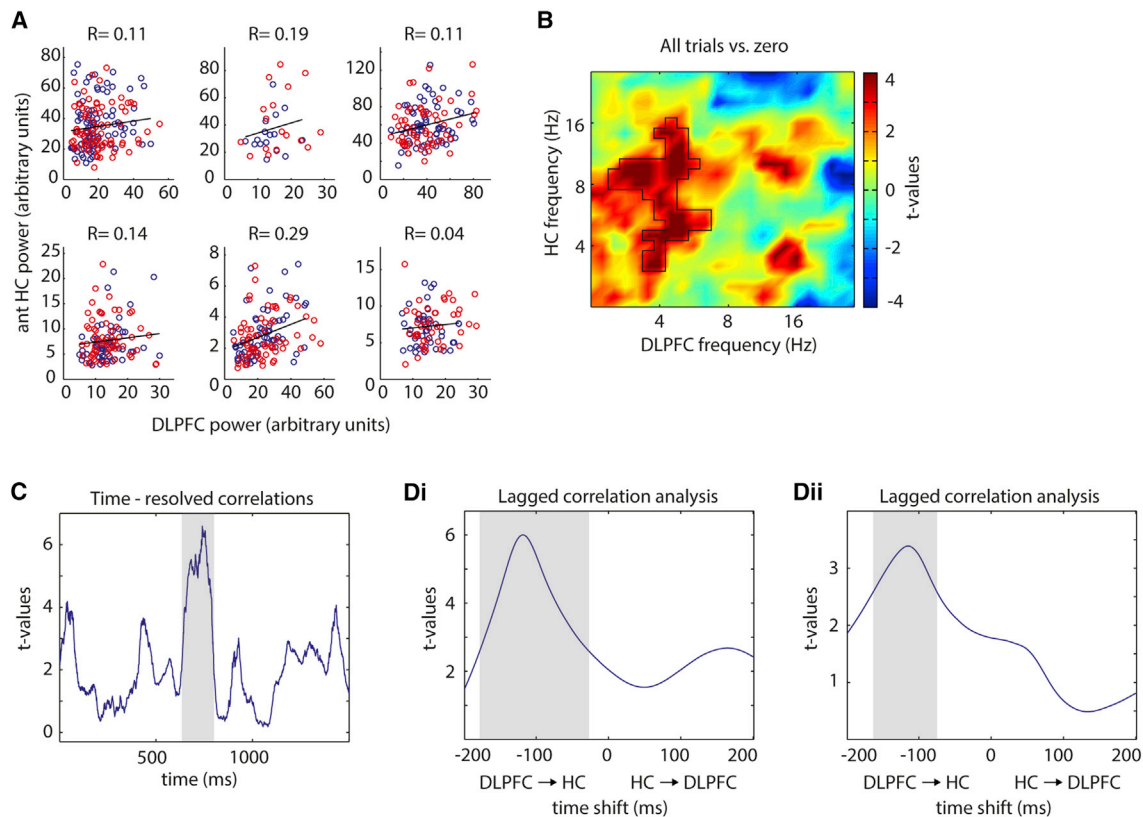 A
R= 0.11
R= 0.19
R= 0.11
80
60
40
20
0
0 20 40 60
80
60
40
20
0
0 10 20 30
120
80
40
0
0 20 40 60 80
R= 0.14
R= 0.29
R= 0.04
25
20
15
10
5
0
0 10 20 30
8
6
4
2
0
0 20 40 60
15
10
5
0
0 10 20 30
ant HC power (arbitrary units)
DLPFC power (arbitrary units)
B
All trials vs. zero
16
8
4
HC frequency (Hz)
4 8 16
DLPFC frequency (Hz)
4
2
0
-2
-4
t-values
C
Time - resolved correlations
6
4
2
0
t-values
500 1000
time (ms)
Di
Lagged correlation analysis
6
4
2
t-values
-200 -100 0 100 200
DLPFC → HC HC → DLPFC
time shift (ms)
Dii
Lagged correlation analysis
3
2
1
t-values
-200 -100 0 100 200
DLPFC → HC HC → DLPFC
time shift (ms)